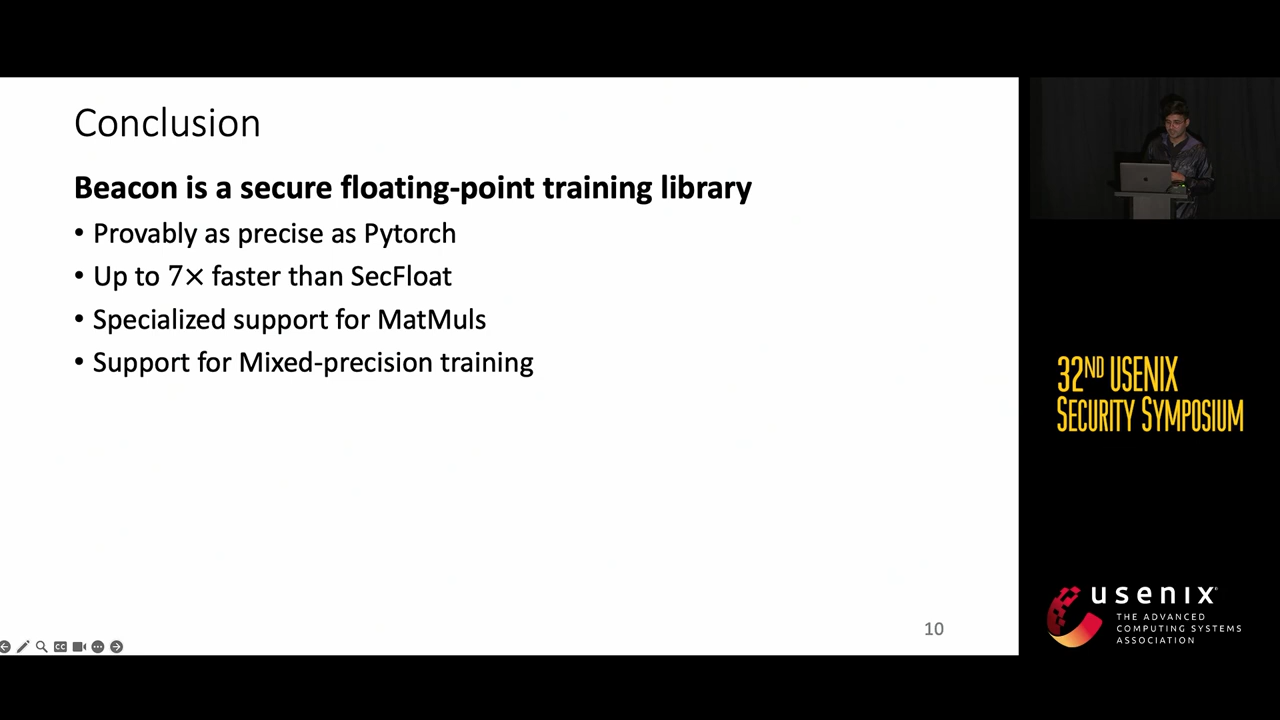 Conclusion
Beacon is a secure floating-point training library
• Provably as precise as Pytorch
• Up to 7× faster than SecFloat
• Specialized support for MatMuls
• Support for Mixed-precision training
10
32ND USENIX
SECURITY SYMPOSIUM
usenix
THE ADVANCED
COMPUTING SYSTEMS
ASSOCIATION